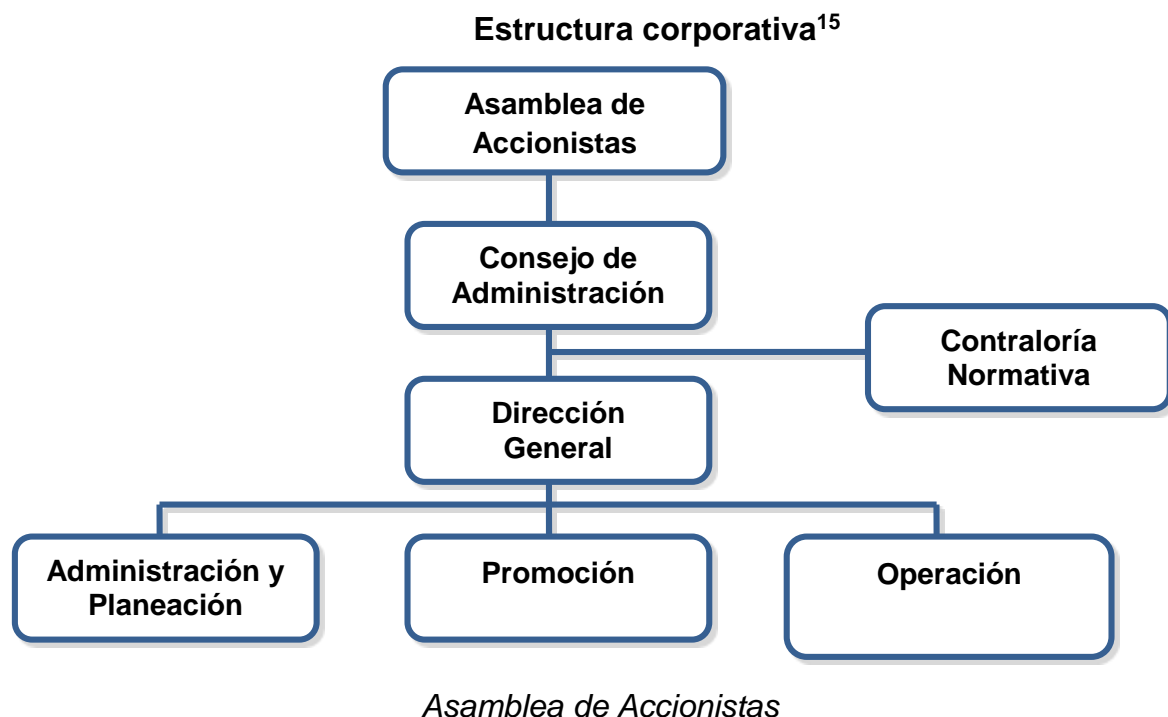 Estructura corporativa15
Asamblea de
Accionistas
Consejo de
Administración
Contraloría
Normativa
Dirección
General
Administración y
Planeación
Promoción
Operación
Asamblea de Accionistas